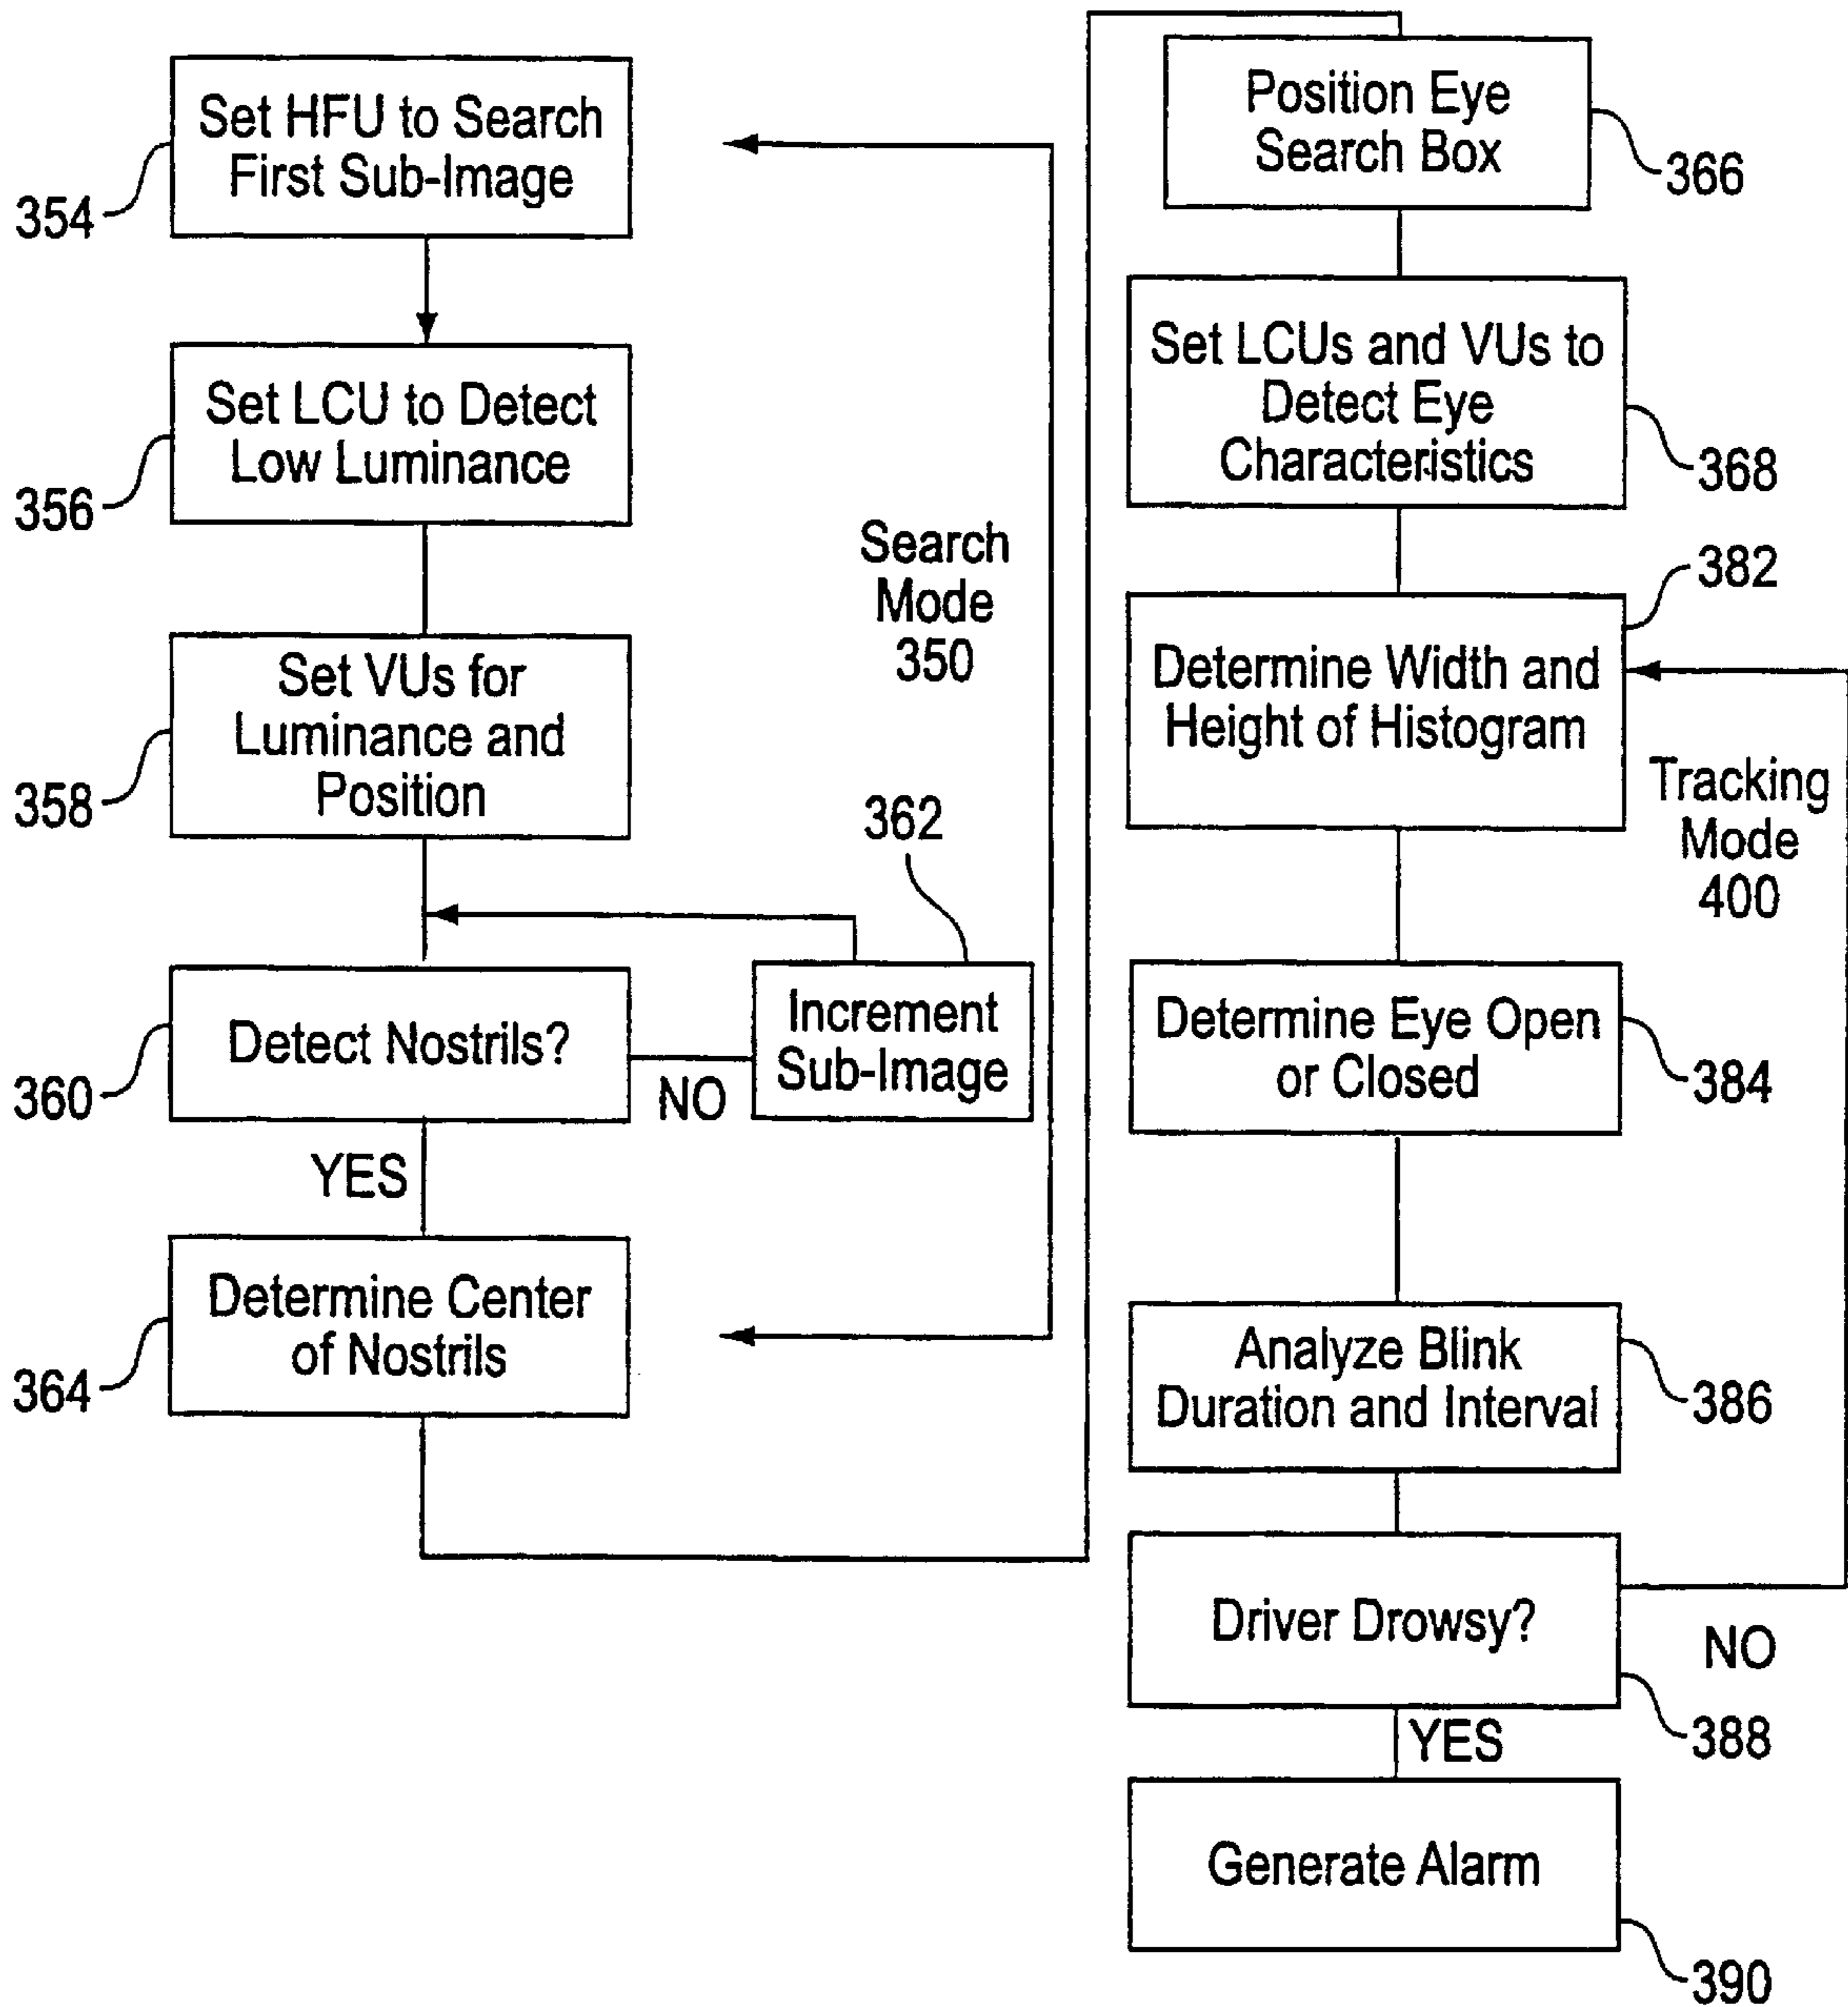 Set HFU to Search
First Sub-Image
354
Set LCU to Detect
Low Luminance
356
Set VUs for
Luminance and
Position
358
Search
Mode
350
362
Increment
Sub-Image
Detect Nostrils?
360
NO
YES
Determine Center
of Nostrils
364
Position Eye
Search Box
366
Set LCUs and VUs to
Detect Eye
Characteristics
368
382
Determine Width and
Height of Histogram
Tracking
Mode
400
Determine Eye Open
or Closed
384
Analyze Blink
Duration and Interval
386
Driver Drowsy?
NO
388
YES
Generate Alarm
390